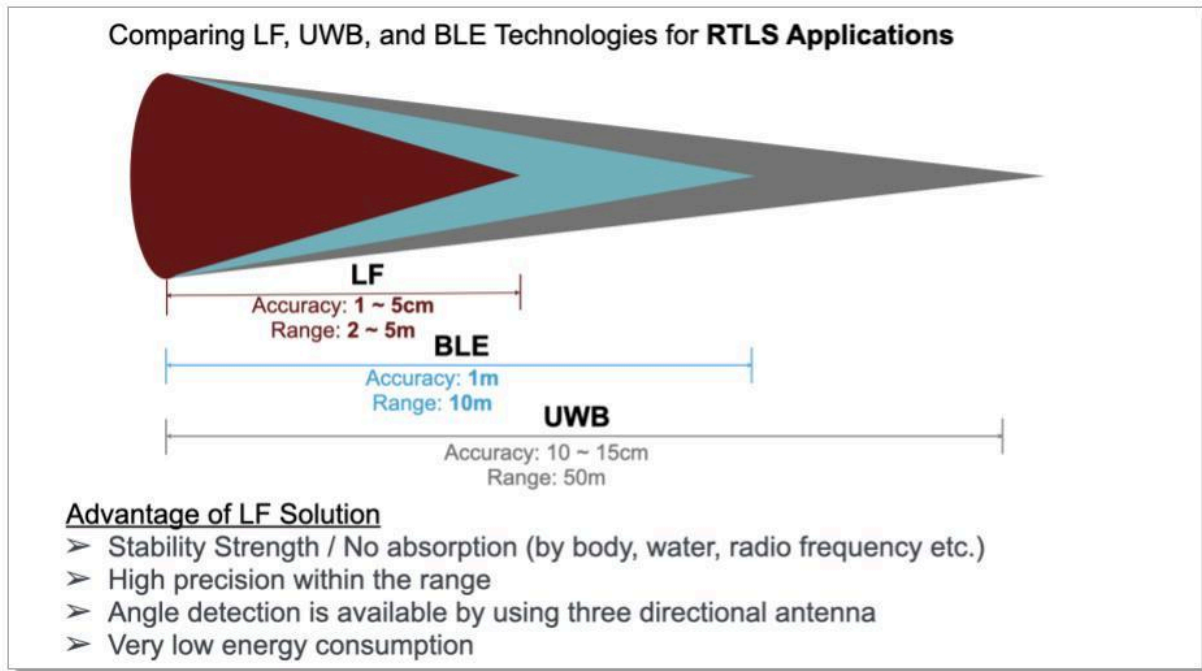 Comparing LF, UWB, and BLE Technologies for RTLS Applications
LF
Accuracy: 1 ~ 5cm
Range: 2 ~ 5m
BLE
Accuracy: 1m
Range: 10m
UWB
Accuracy: 10 ~ 15cm
Range: 50m
Advantage of LF Solution
➢ Stability Strength / No absorption (by body, water, radio frequency etc.)
➢ High precision within the range
➢ Angle detection is available by using three directional antenna
➢ Very low energy consumption